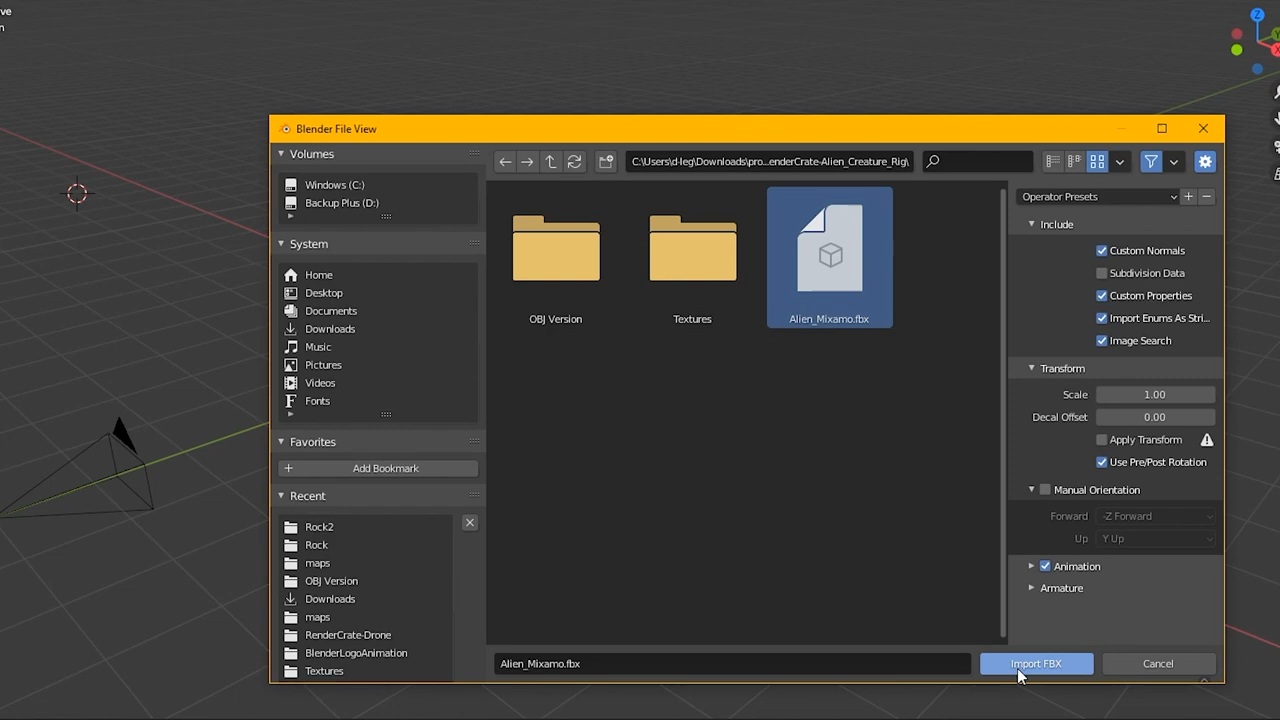 ve
n
Z
Y
X
Blender File View
Volumes
Windows (C:)
Backup Plus (D:)
System
Home
Desktop
Documents
Downloads
Music
Pictures
Videos
Fonts
Favorites
Add Bookmark
Recent
Rock2
Rock
maps
OBJ Version
Downloads
maps
RenderCrate-Drone
BlenderLogoAnimation
Textures
C:\Users\d-leg\Downloads\pro...enderCrate-Alien_Creature_Rig\
OBJ Version
Textures
Alien_Mixamo.fbx
Operator Presets
Include
Custom Normals
Subdivision Data
Custom Properties
Import Enums As Stri...
Image Search
Transform
Scale 1.00
Decal Offset 0.00
Apply Transform
Use Pre/Post Rotation
Manual Orientation
Forward -Z Forward
Up Y Up
Animation
Armature
Alien_Mixamo.fbx
Import FBX
Cancel